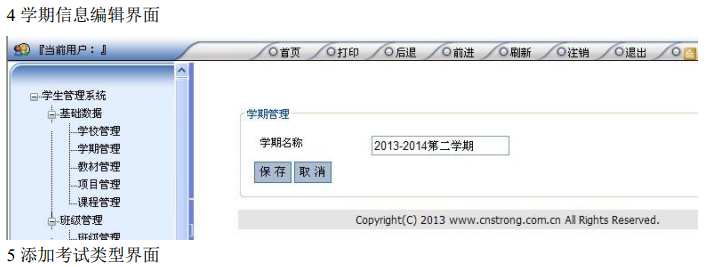 4 学期信息编辑界面
『当前用户：』
首页 打印 后退 前进 刷新 注销 退出
学生管理系统
基础数据
学校管理
学期管理
教材管理
项目管理
课程管理
班级管理
班级管理
学期管理
学期名称 2013-2014第二学期
保存 取消
Copyright(C) 2013 www.cnstrong.com.cn All Rights Reserved.
5 添加考试类型界面